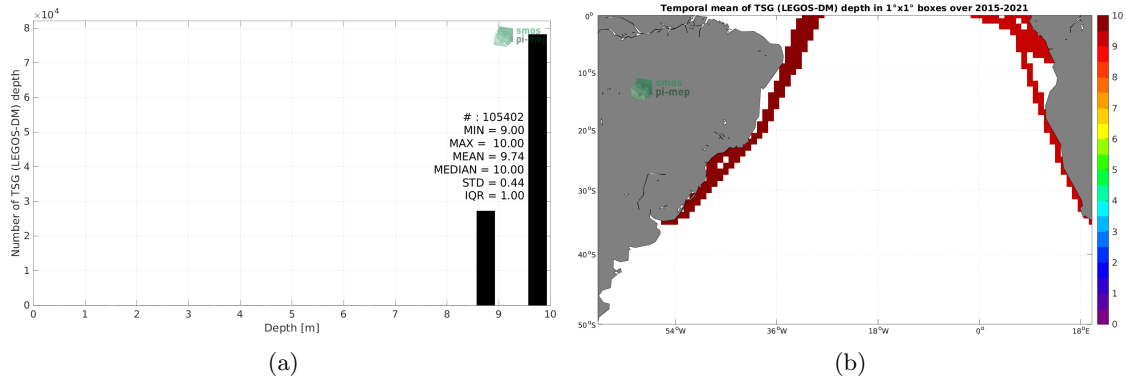 ×10⁴
8
7
6
5
4
3
2
1
0
Number of TSG (LEGOS-DM) depth
smos
pi-mep
# : 105402
MIN = 9.00
MAX = 10.00
MEAN = 9.74
MEDIAN = 10.00
STD = 0.44
IQR = 1.00
0 1 2 3 4 5 6 7 8 9 10
Depth [m]
(a)
Temporal mean of TSG (LEGOS-DM) depth in 1°x1° boxes over 2015-2021
0°
10°S
20°S
30°S
40°S
50°S
smos
pi-mep
54°W 36°W 18°W 0° 18°E
10
9
8
7
6
5
4
3
2
1
0
(b)